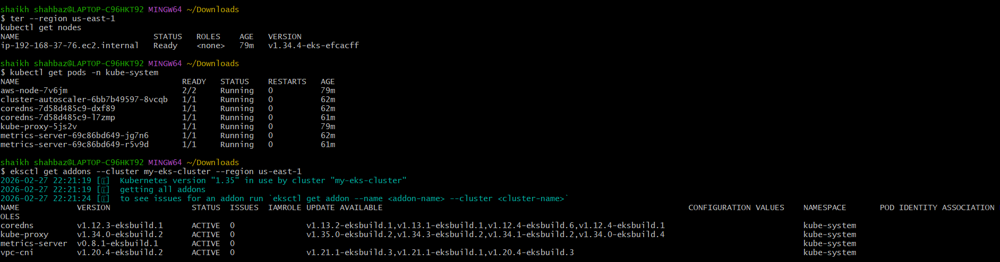 shaikh shahbaz@LAPTOP-C96HKT92 MINGW64 ~/Downloads
$ ter --region us-east-1
kubectl get nodes
NAME                            STATUS   ROLES    AGE   VERSION
ip-192-168-37-76.ec2.internal   Ready    <none>   79m   v1.34.4-eks-efcacff
shaikh shahbaz@LAPTOP-C96HKT92 MINGW64 ~/Downloads
$ kubectl get pods -n kube-system
NAME                                  READY   STATUS    RESTARTS   AGE
aws-node-7v6jm                        2/2     Running   0          79m
cluster-autoscaler-6bb7b49597-8vcqb   1/1     Running   0          62m
coredns-7d58d485c9-dxf89              1/1     Running   0          62m
coredns-7d58d485c9-l7zmp              1/1     Running   0          61m
kube-proxy-5js2v                      1/1     Running   0          79m
metrics-server-69c86bd649-jg7n6       1/1     Running   0          62m
metrics-server-69c86bd649-r5v9d       1/1     Running   0          61m
shaikh shahbaz@LAPTOP-C96HKT92 MINGW64 ~/Downloads
$ eksctl get addons --cluster my-eks-cluster --region us-east-1
2026-02-27 22:21:19 [ℹ]  Kubernetes version "1.35" in use by cluster "my-eks-cluster"
2026-02-27 22:21:19 [ℹ]  getting all addons
2026-02-27 22:21:24 [ℹ]  to see issues for an addon run `eksctl get addon --name <addon-name> --cluster <cluster-name>`
NAME            VERSION                 STATUS  ISSUES  IAMROLE UPDATE AVAILABLE    CONFIGURATION VALUES    NAMESPACE       POD IDENTITY ASSOCIATION
OLES
coredns         v1.12.3-eksbuild.1      ACTIVE  0               v1.13.2-eksbuild.1,v1.13.1-eksbuild.1,v1.12.4-eksbuild.6,v1.12.4-eksbuild.1    kube-system
kube-proxy      v1.34.0-eksbuild.2      ACTIVE  0               v1.35.0-eksbuild.2,v1.34.3-eksbuild.2,v1.34.1-eksbuild.2,v1.34.0-eksbuild.4    kube-system
metrics-server  v0.8.1-eksbuild.1       ACTIVE  0    kube-system
vpc-cni         v1.20.4-eksbuild.2      ACTIVE  0               v1.21.1-eksbuild.3,v1.21.1-eksbuild.1,v1.20.4-eksbuild.3    kube-system